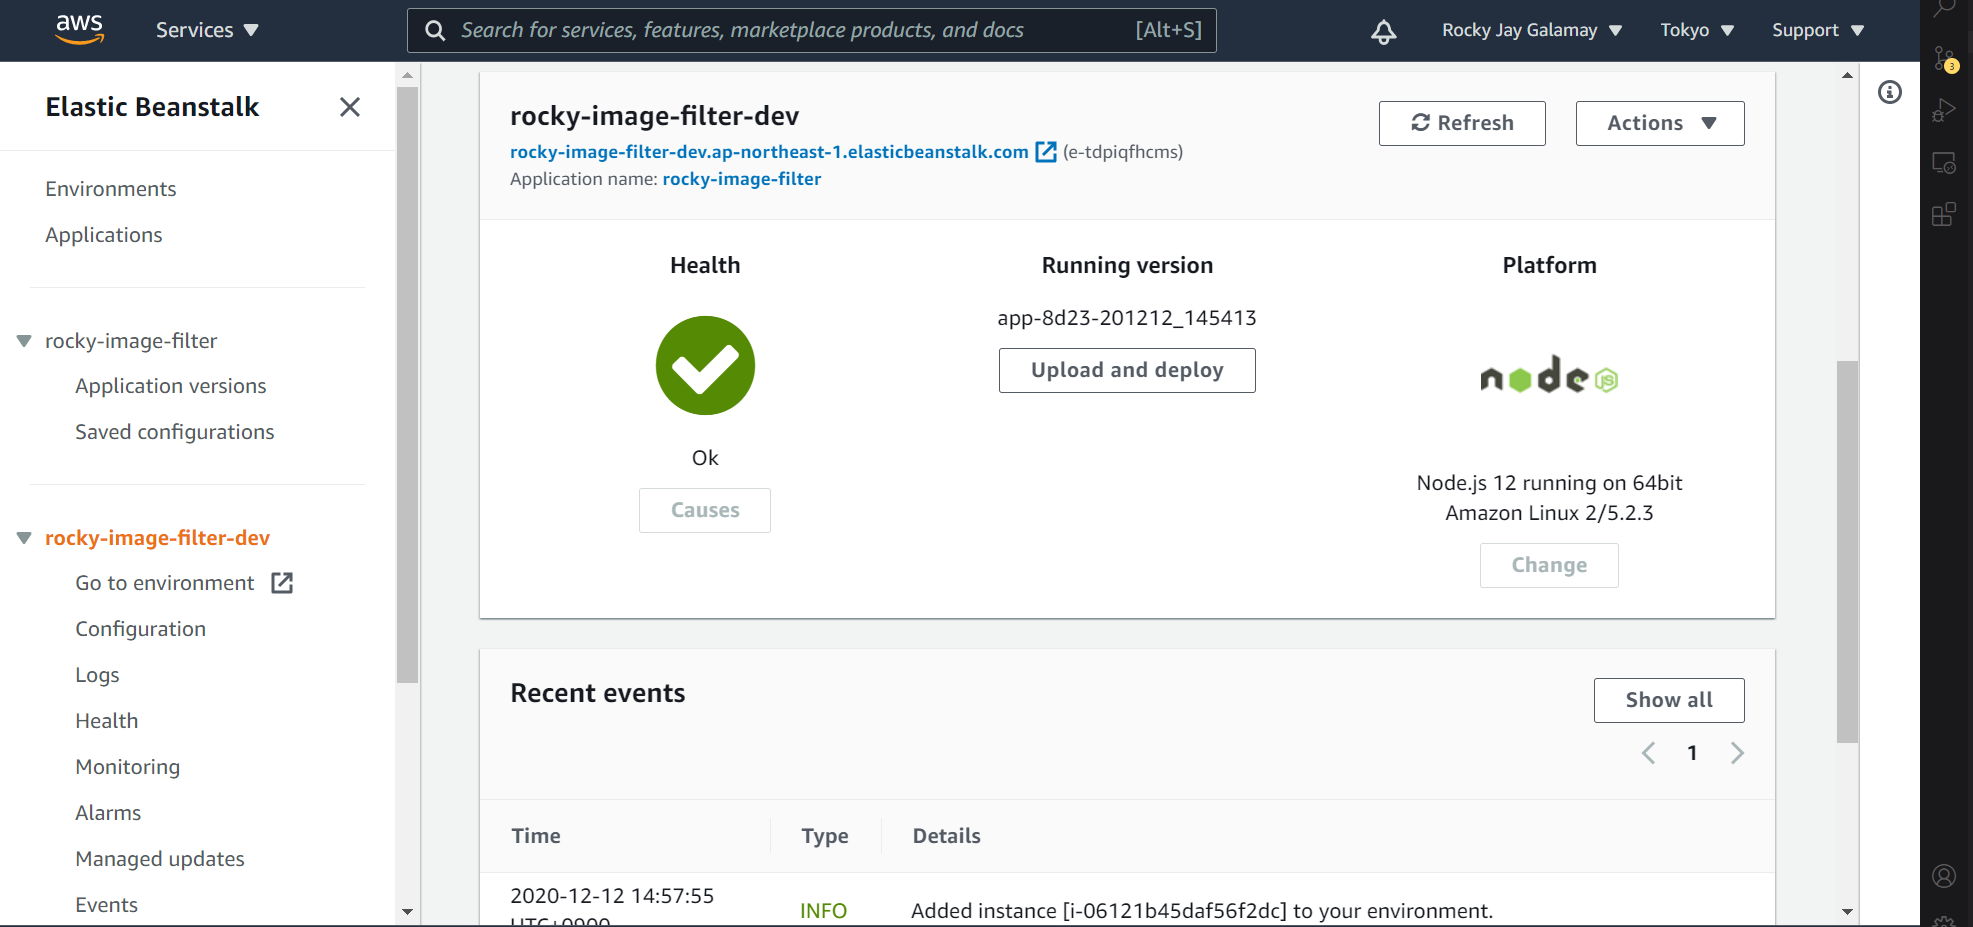 aws
Services
Search for services, features, marketplace products, and docs
[Alt+S]
Rocky Jay Galamay
Tokyo
Support
3
Elastic Beanstalk
Environments
Applications
rocky-image-filter
Application versions
Saved configurations
rocky-image-filter-dev
Go to environment
Configuration
Logs
Health
Monitoring
Alarms
Managed updates
Events
rocky-image-filter-dev
rocky-image-filter-dev.ap-northeast-1.elasticbeanstalk.com (e-tdpiqfhcms)
Application name: rocky-image-filter
Refresh
Actions
Health
Ok
Causes
Running version
app-8d23-201212_145413
Upload and deploy
Platform
node
JS
Node.js 12 running on 64bit
Amazon Linux 2/5.2.3
Change
Recent events
Show all
1
Time
Type
Details
2020-12-12 14:57:55
UTC+0900
INFO
Added instance [i-06121b45daf56f2dc] to your environment.